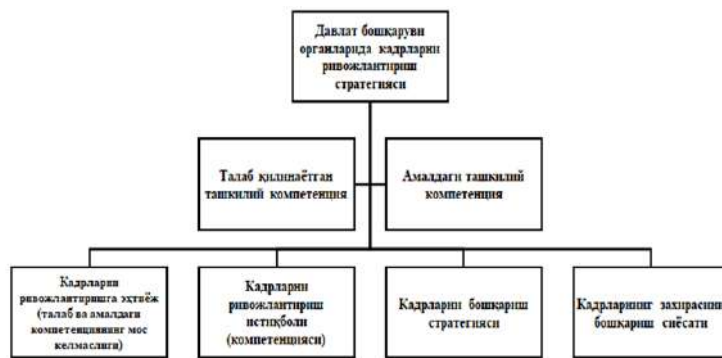 Давлат бошқаруви
органларида кадрларни
ривожлантириш
стратегияси
Талаб қилинаётган
ташкилий компетенция
Амалдаги ташкилий
компетенция
Кадрларни
ривожлантиришга эҳтиёж
(талаб ва амалдаги
компетенциянинг мос
келмаслиги)
Кадрларни
ривожлантириш
истиқболи
(компетенцияси)
Кадрларни бошқариш
стратегияси
Кадрларнинг захирасини
бошқариш сиёсати